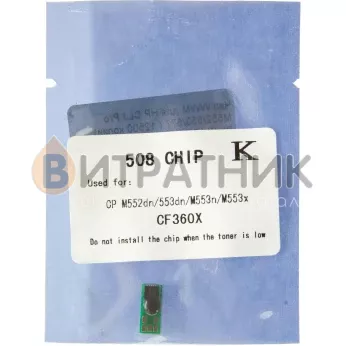 508 CHIP K
Used for:
ВИТРАТНИК
CP M552dn/553dn/M553n/M553x
CF360X
Do not install the chip when the toner is low